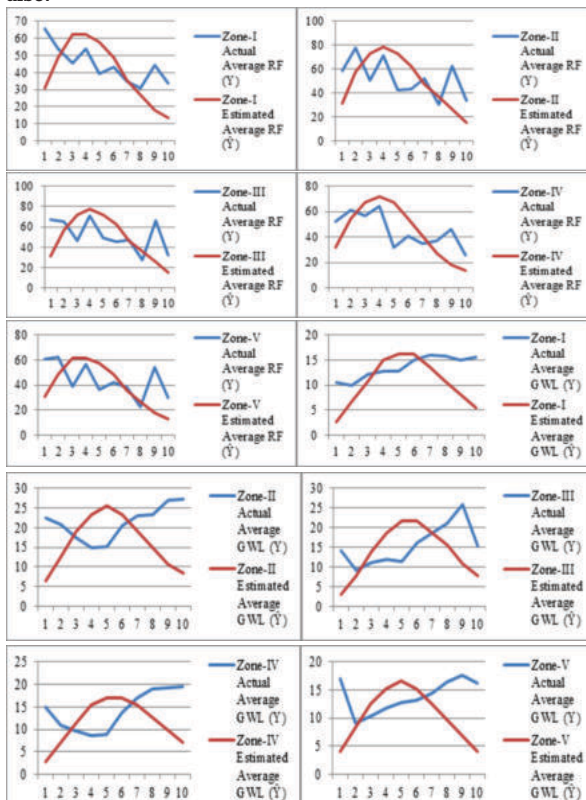 70
60
50
40
30
20
10
0
1 2 3 4 5 6 7 8 9 10
Zone-I
Actual
Average RF
(Y)
Zone-I
Estimated
Average RF
(Ŷ)
100
80
60
40
20
0
1 2 3 4 5 6 7 8 9 10
Zone-II
Actual
Average RF
(Y)
Zone-II
Estimated
Average RF
(Ŷ)
100
80
60
40
20
0
1 2 3 4 5 6 7 8 9 10
Zone-III
Actual
Average RF
(Y)
Zone-III
Estimated
Average RF
(Ŷ)
80
60
40
20
0
1 2 3 4 5 6 7 8 9 10
Zone-IV
Actual
Average RF
(Y)
Zone-IV
Estimated
Average RF
(Ŷ)
80
60
40
20
0
1 2 3 4 5 6 7 8 9 10
Zone-V
Actual
Average RF
(Y)
Zone-V
Estimated
Average RF
(Ŷ)
20
15
10
5
0
1 2 3 4 5 6 7 8 9 10
Zone-I
Actual
Average
GWL (Y)
Zone-I
Estimated
Average
GWL (Ŷ)
30
25
20
15
10
5
0
1 2 3 4 5 6 7 8 9 10
Zone-II
Actual
Average
GWL (Y)
Zone-II
Estimated
Average
GWL (Ŷ)
30
25
20
15
10
5
0
1 2 3 4 5 6 7 8 9 10
Zone-III
Actual
Average
GWL (Y)
Zone-III
Estimated
Average
GWL (Ŷ)
25
20
15
10
5
0
1 2 3 4 5 6 7 8 9 10
Zone-IV
Actual
Average
GWL (Y)
Zone-IV
Estimated
Average
GWL (Ŷ)
20
15
10
5
0
1 2 3 4 5 6 7 8 9 10
Zone-V
Actual
Average
GWL (Y)
Zone-V
Estimated
Average
GWL (Ŷ)